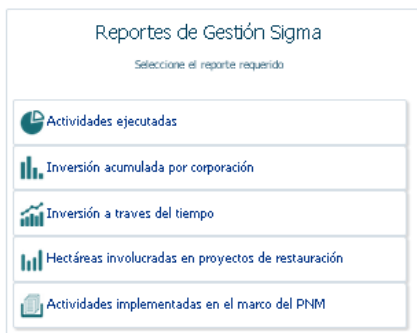 Reportes de Gestión Sigma
Seleccione el reporte requerido
Actividades ejecutadas
Inversión acumulada por corporación
Inversión a traves del tiempo
Hectáreas involucradas en proyectos de restauración
Actividades implementadas en el marco del PNM